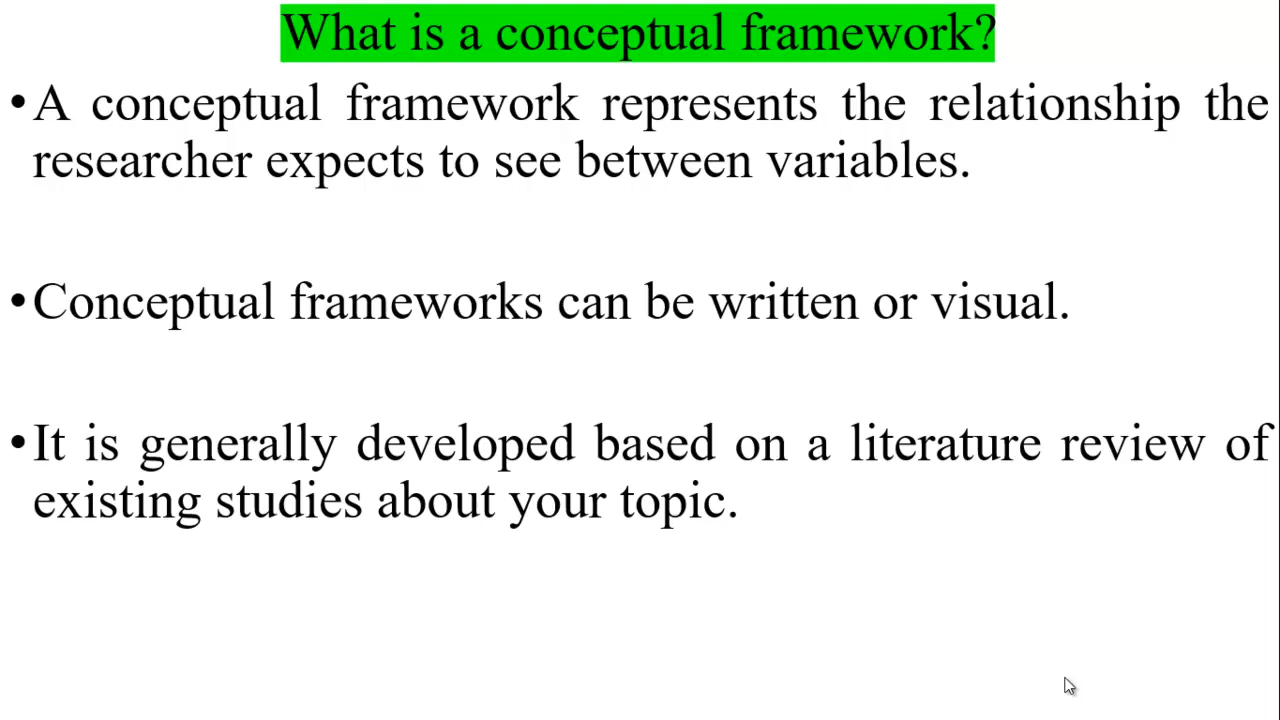 What is a conceptual framework?
•A conceptual framework represents the relationship the
researcher expects to see between variables.
•Conceptual frameworks can be written or visual.
•It is generally developed based on a literature review of
existing studies about your topic.